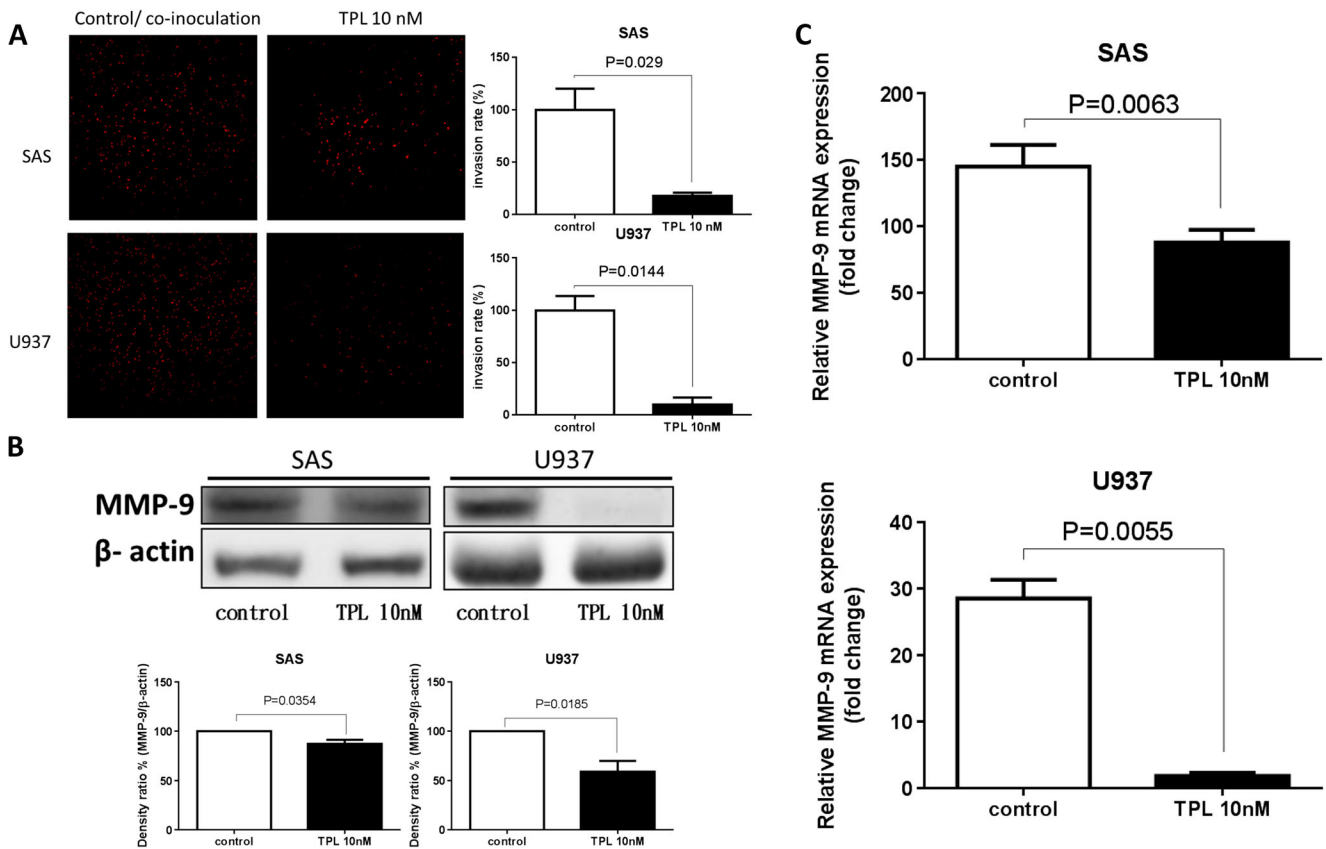 A
Control/ co-inoculation
TPL 10 nM
SAS
U937
SAS
invasion rate (%)
150
100
50
0
P=0.029
control
TPL 10 nM
U937
invasion rate (%)
150
100
50
0
P=0.0144
control
TPL 10nM
B
SAS
U937
MMP-9
β- actin
control
TPL 10nM
control
TPL 10nM
SAS
Density ratio % (MMP-9/β-actin)
150
100
50
0
P=0.0354
control
TPL 10nM
U937
Density ratio % (MMP-9/β-actin)
150
100
50
0
P=0.0185
control
TPL 10nM
C
SAS
Relative MMP-9 mRNA expression
(fold change)
200
150
100
50
0
P=0.0063
control
TPL 10nM
U937
Relative MMP-9 mRNA expression
(fold change)
40
30
20
10
0
P=0.0055
control
TPL 10nM